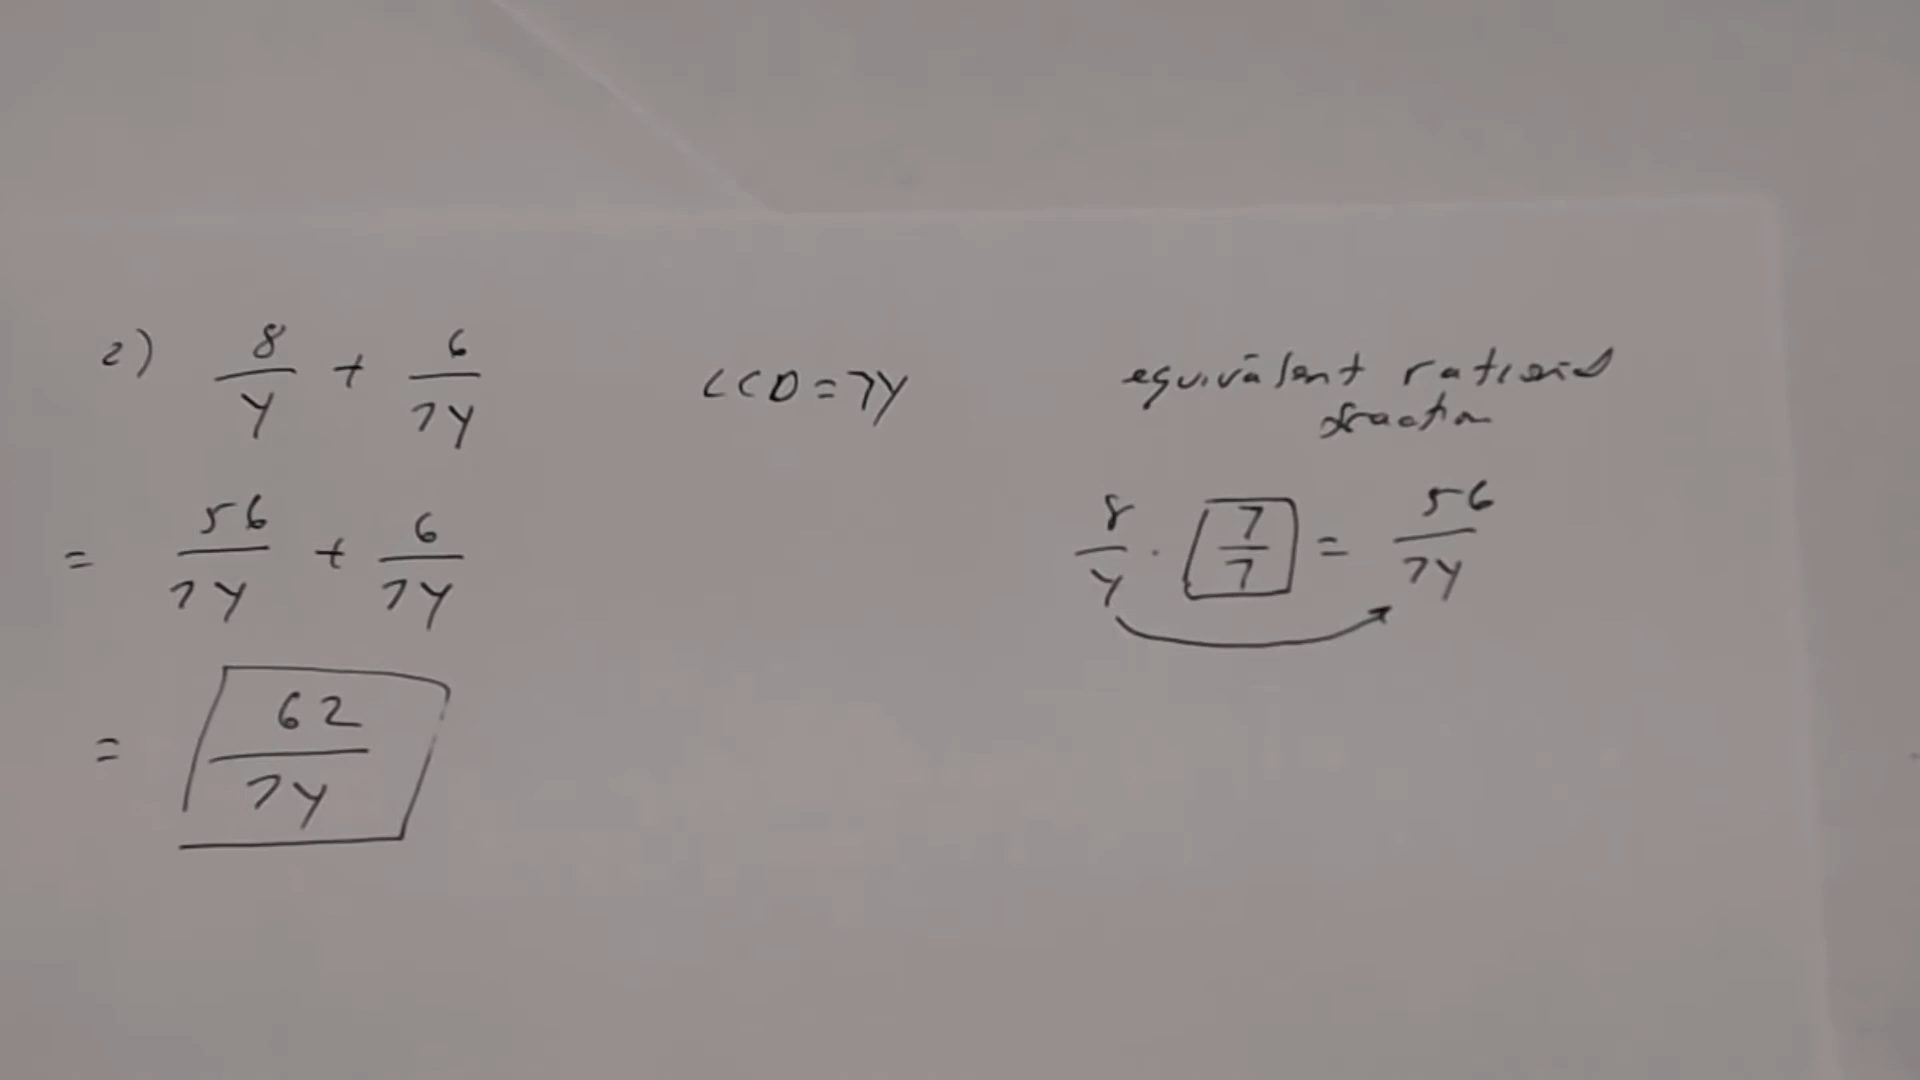 2) 8/y + 6/7y
LCD = 7y
equivalent rational
fraction
= 56/7y + 6/7y
8/y · 7/7 = 56/7y
= 62/7y